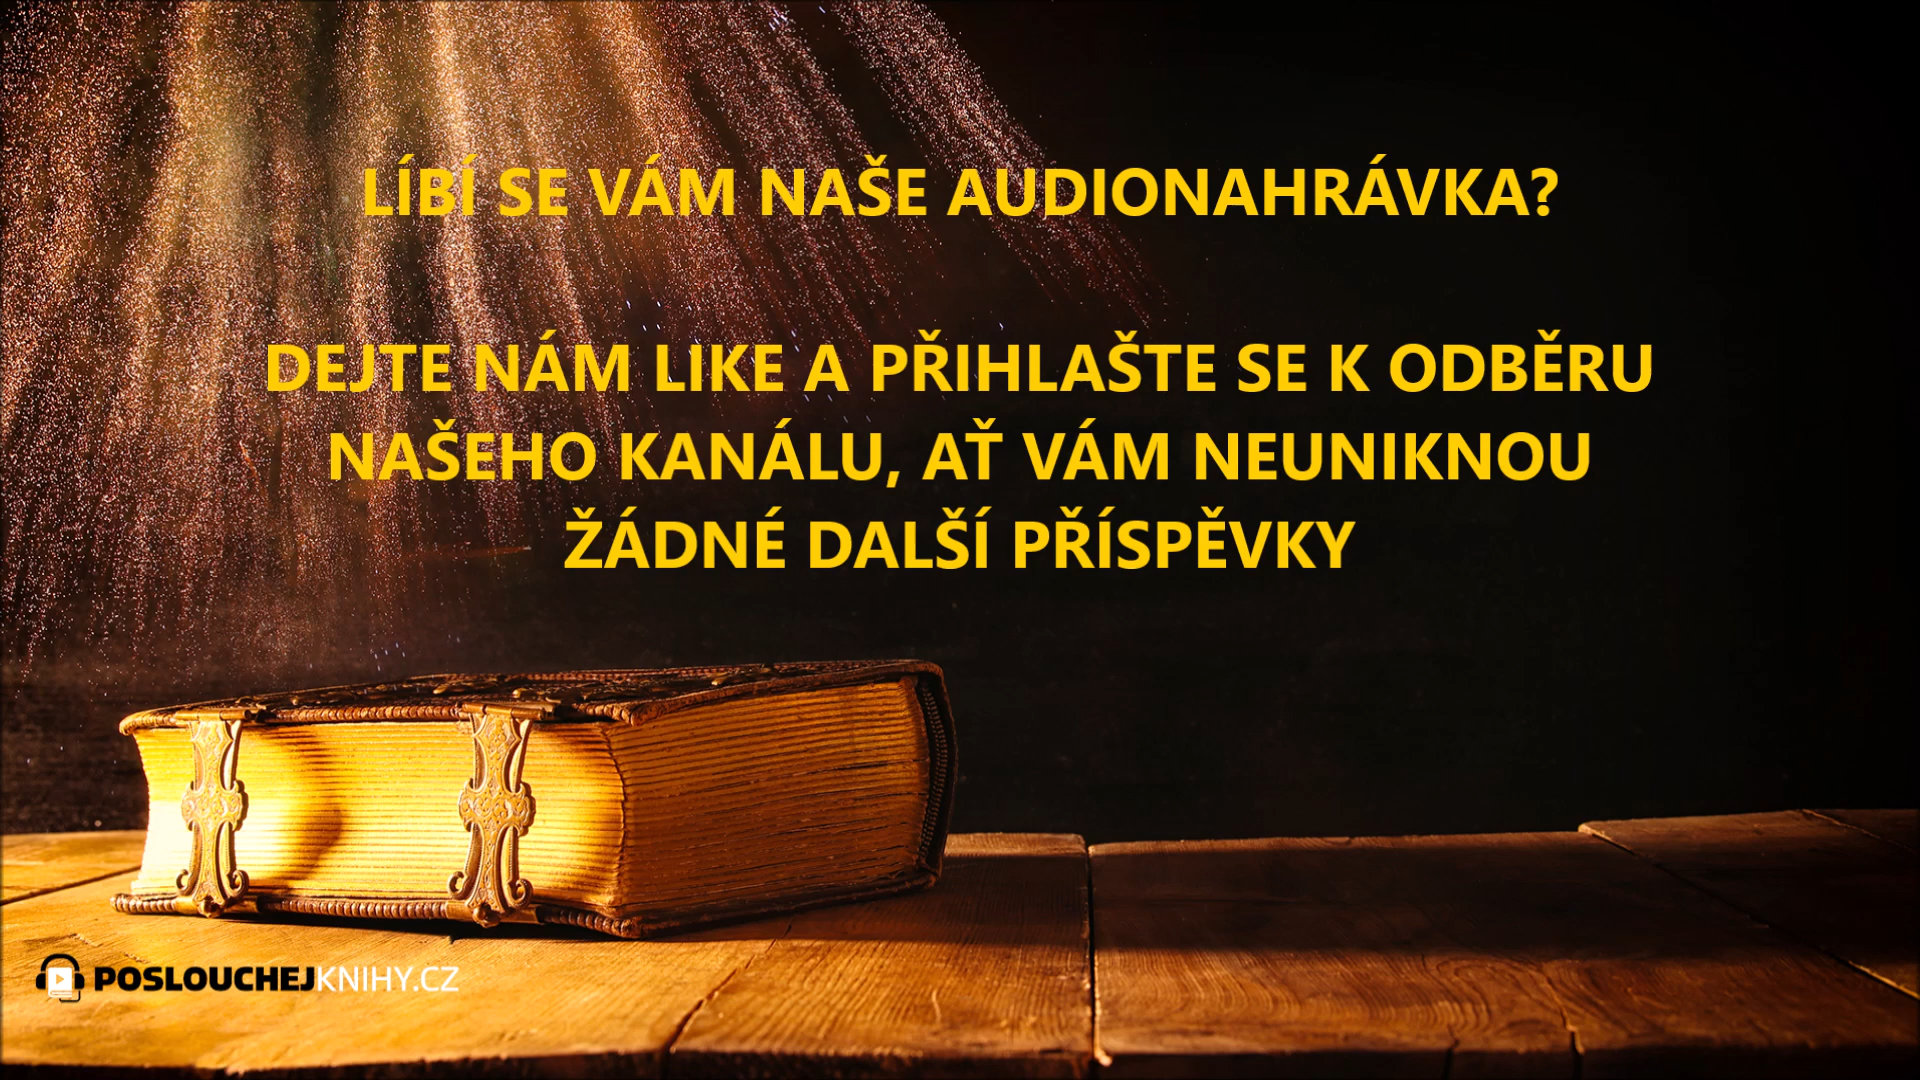 LÍBÍ SE VÁM NAŠE AUDIONAHRÁVKA?
DEJTE NÁM LIKE A PŘIHLAŠTE SE K ODBĚRU
NAŠEHO KANÁLU, AŤ VÁM NEUNIKNOU
ŽÁDNÉ DALŠÍ PŘÍSPĚVKY
POSLOUCHEJKNIHY.CZ